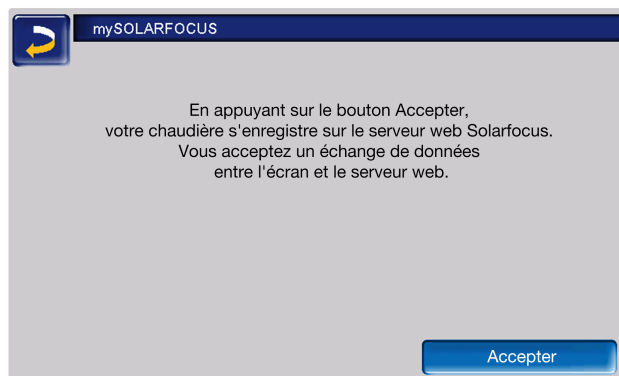 mySOLARFOCUS
En appuyant sur le bouton Accepter,
votre chaudière s'enregistre sur le serveur web Solarfocus.
Vous acceptez un échange de données
entre l'écran et le serveur web.
Accepter